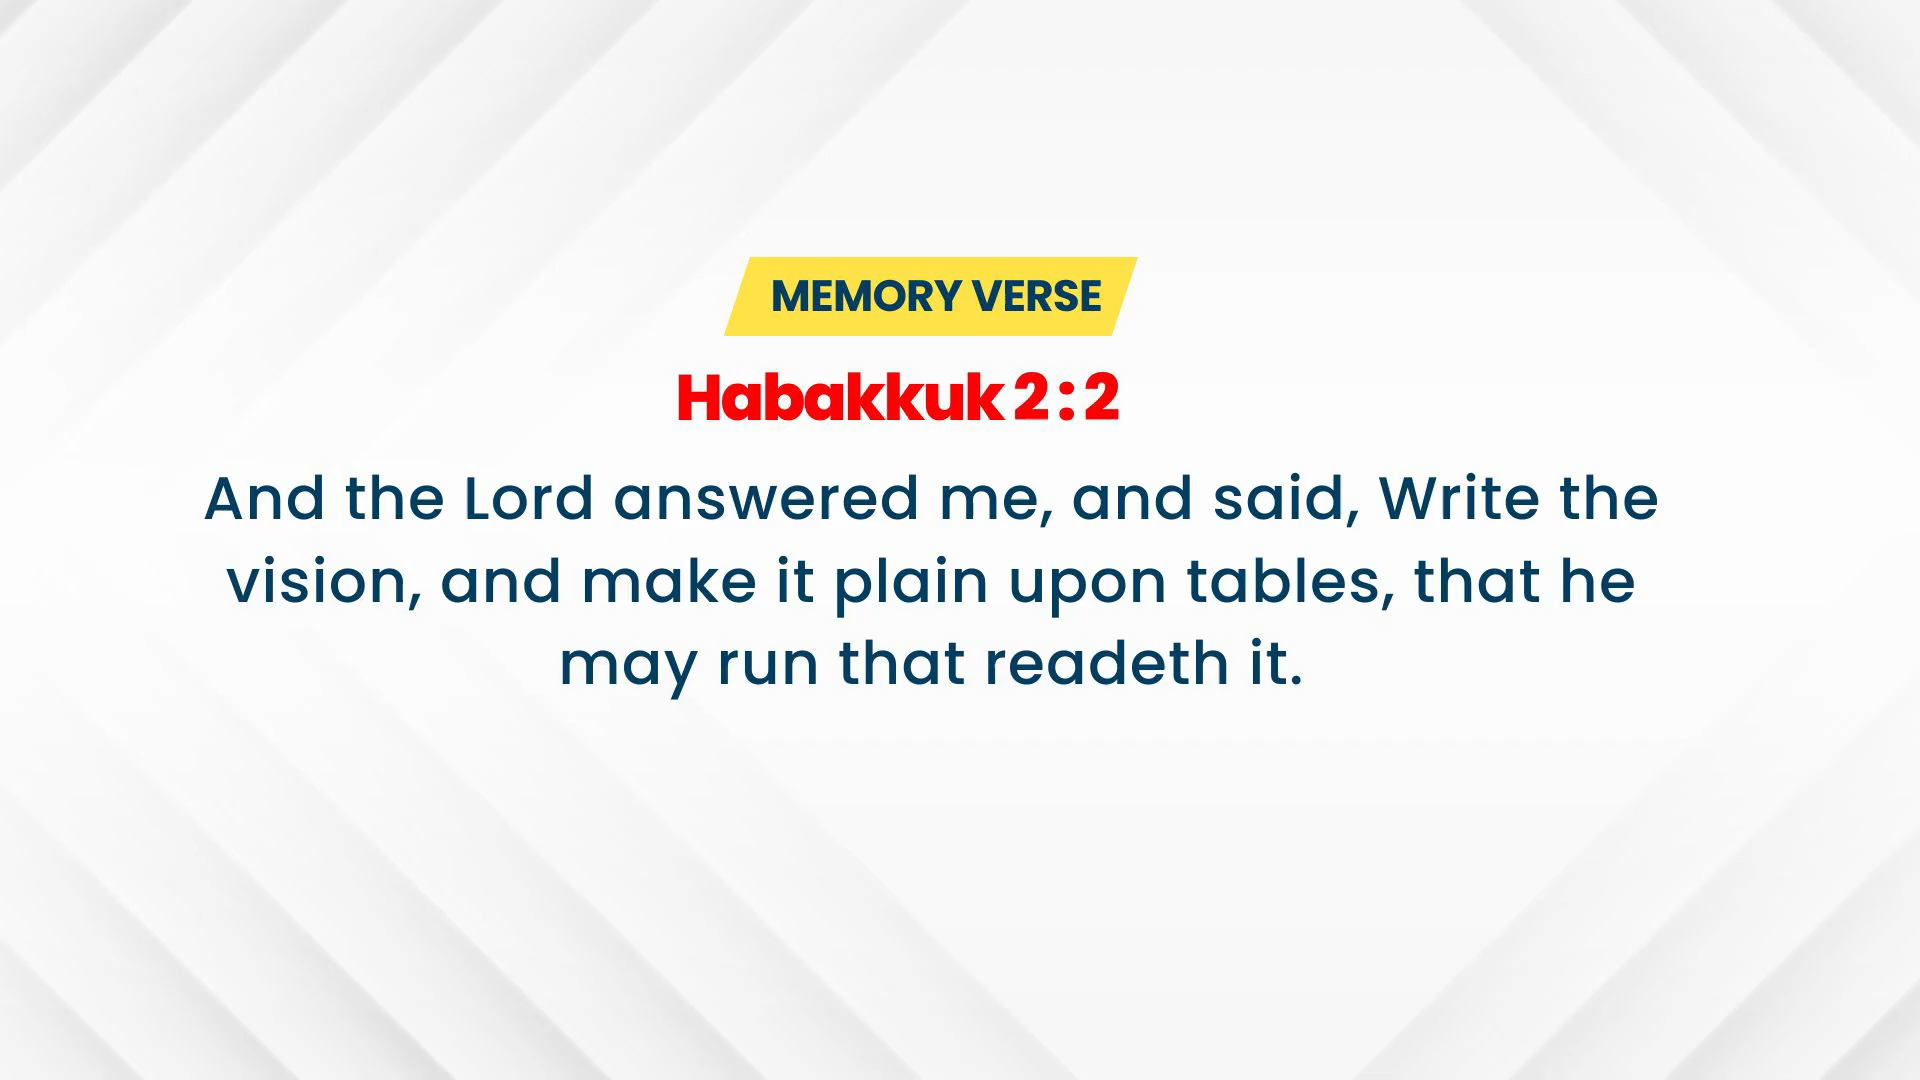 MEMORY VERSE
Habakkuk 2:2
And the Lord answered me, and said, Write the
vision, and make it plain upon tables, that he
may run that readeth it.